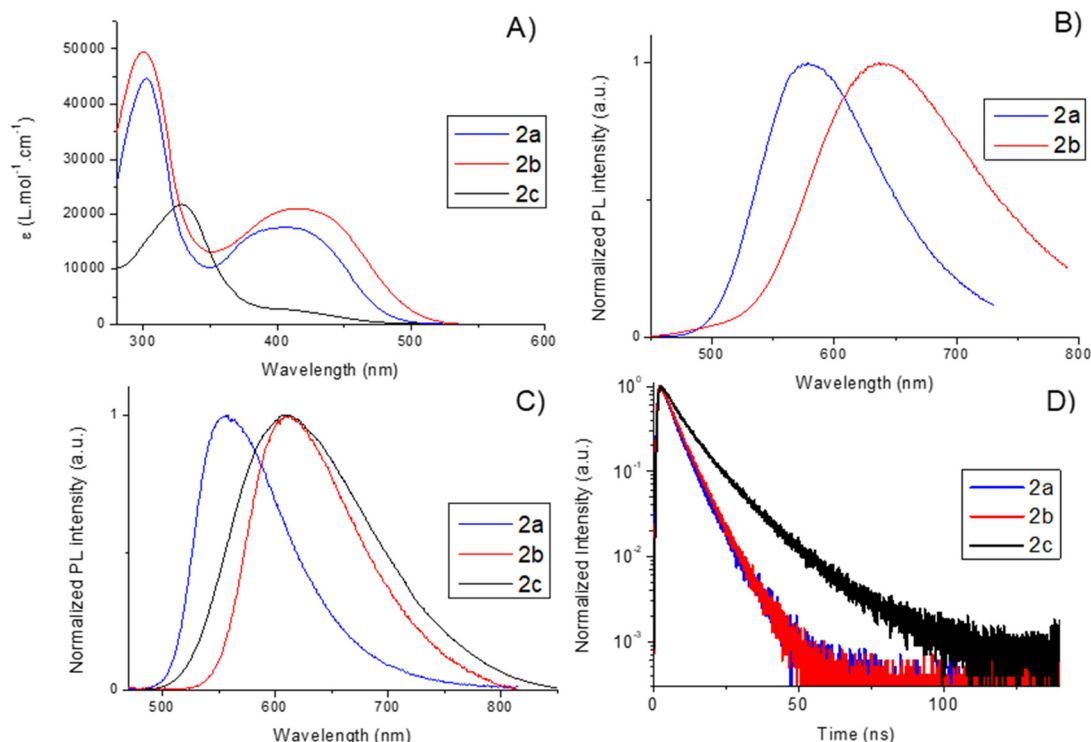 A)
ε (L.mol⁻¹.cm⁻¹)
50000
40000
30000
20000
10000
0
300
400
500
600
Wavelength (nm)
2a
2b
2c
B)
Normalized PL intensity (a.u.)
1
0
500
600
700
800
Wavelength (nm)
2a
2b
C)
Normalized PL intensity (a.u.)
1
0
500
600
700
800
Wavelength (nm)
2a
2b
2c
D)
Normalized Intensity (a.u.)
10⁰
10⁻¹
10⁻²
10⁻³
0
50
100
Time (ns)
2a
2b
2c